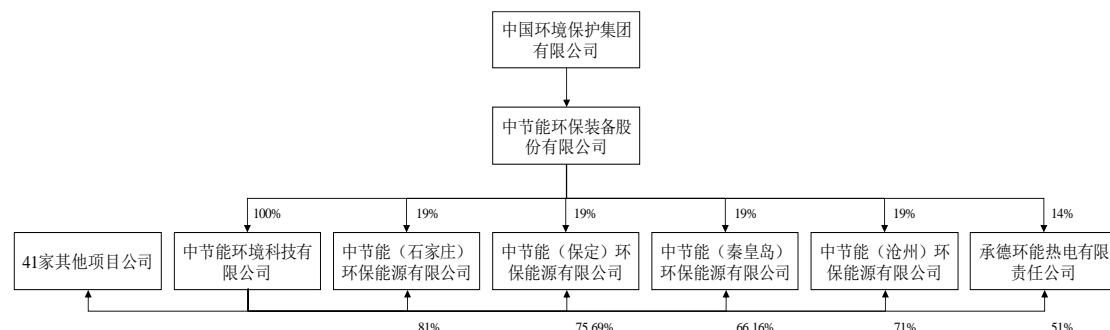 中国环境保护集团
有限公司
中节能环保装备股
份有限公司
100%
19%
19%
19%
19%
14%
41家其他项目公司
中节能环境科技有
限公司
中节能（石家庄）
环保能源有限公司
中节能（保定）环
保能源有限公司
中节能（秦皇岛）
环保能源有限公司
中节能（沧州）环
保能源有限公司
承德环能热电有限
责任公司
81%
75.69%
66.16%
71%
51%